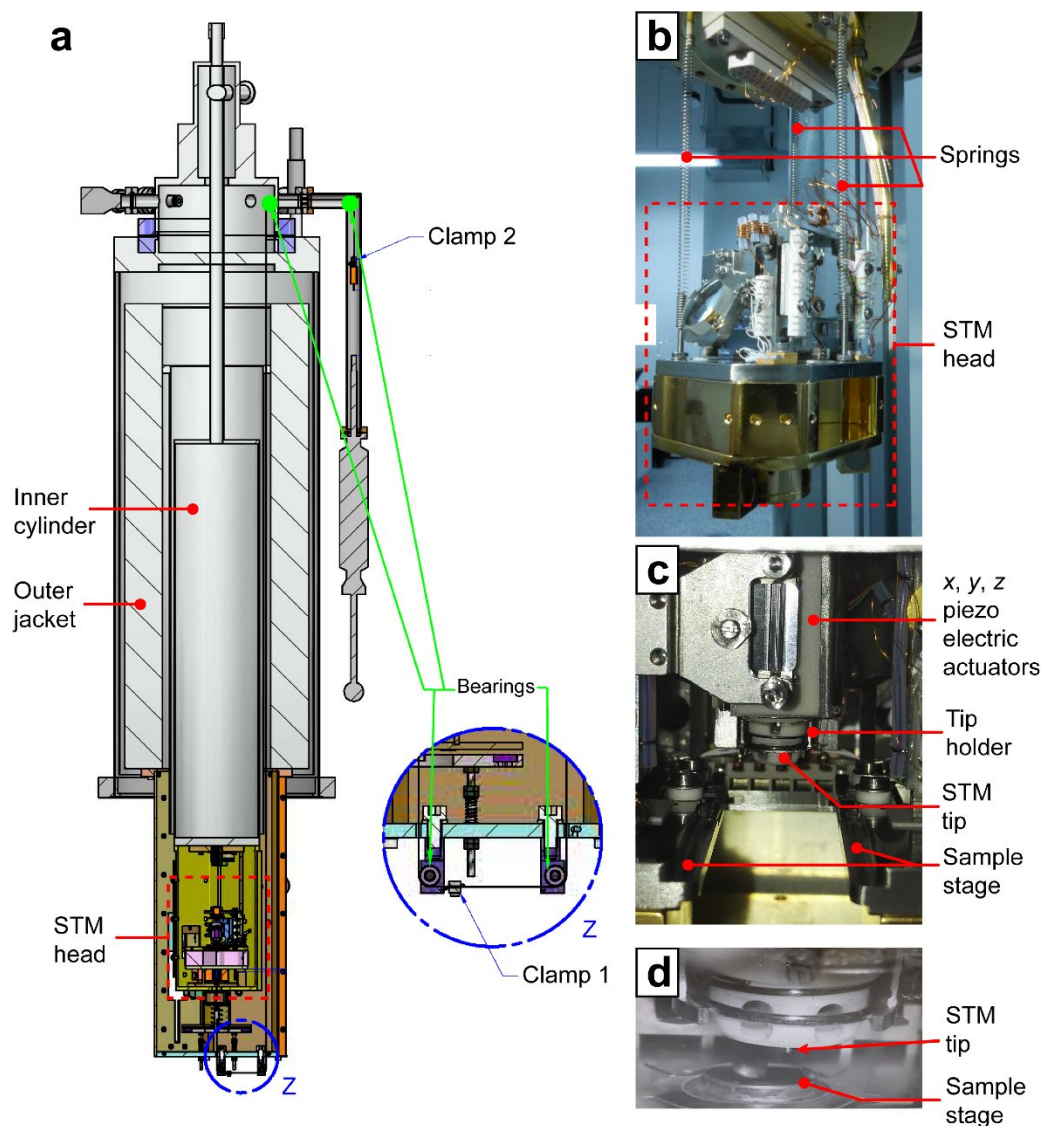 a
Clamp 2
Inner
cylinder
Outer
jacket
Bearings
STM
head
Z
Clamp 1
Z
b
Springs
STM
head
c
x, y, z
piezo
electric
actuators
Tip
holder
STM
tip
Sample
stage
d
STM
tip
Sample
stage